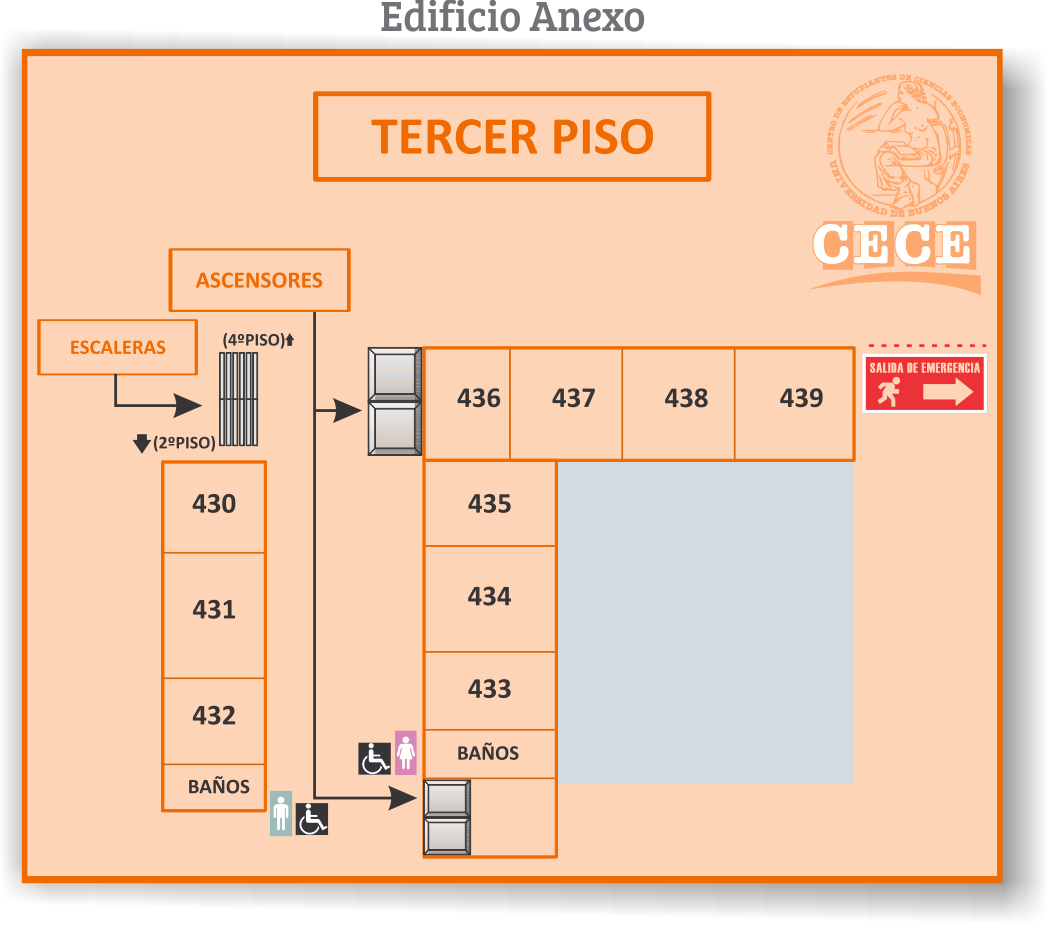 Edificio Anexo
TERCER PISO
CENTRO DE ESTUDIANTES DE CIENCIAS ECONOMICAS
UNIVERSIDAD DE BUENOS AIRES
CECE
ASCENSORES
ESCALERAS
(4ºPISO)
(2ºPISO)
SALIDA DE EMERGENCIA
436 437 438 439
430
435
431
434
432
433
BAÑOS
BAÑOS